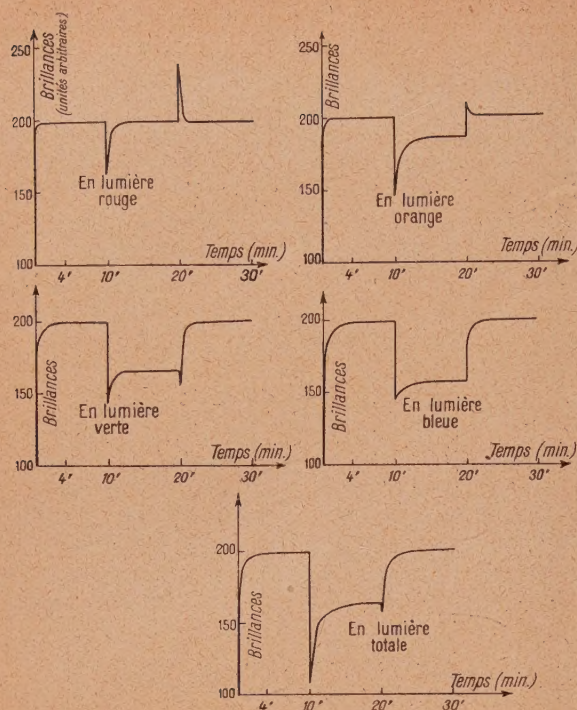 Brillances
(unités arbitraires)
250
200
150
100
En lumière
rouge
Temps (min.)
4'
10'
20'
30'
Brillances
250
200
150
100
En lumière
orange
Temps (min.)
4'
10'
20'
30'
Brillances
200
150
100
En lumière
verte
Temps (min.)
4'
10'
20'
30'
Brillances
200
150
100
En lumière
bleue
Temps (min.)
4'
10'
20'
30'
Brillances
200
150
100
En lumière
totale
Temps (min.)
4'
10'
20'
30'